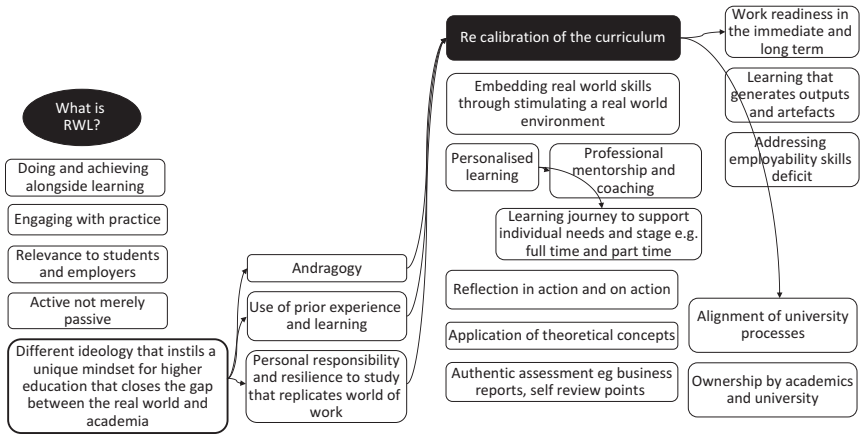 What is
RWL?
Doing and achieving
alongside learning
Engaging with practice
Relevance to students
and employers
Active not merely
passive
Different ideology that instils a
unique mindset for higher
education that closes the gap
between the real world and
academia
Andragogy
Use of prior experience
and learning
Personal responsibility
and resilience to study
that replicates world of
work
Re calibration of the curriculum
Embedding real world skills
through stimulating a real world
environment
Personalised
learning
Professional
mentorship and
coaching
Learning journey to support
individual needs and stage e.g.
full time and part time
Reflection in action and on action
Application of theoretical concepts
Authentic assessment eg business
reports, self review points
Work readiness in
the immediate and
long term
Learning that
generates outputs
and artefacts
Addressing
employability skills
deficit
Alignment of university
processes
Ownership by academics
and university